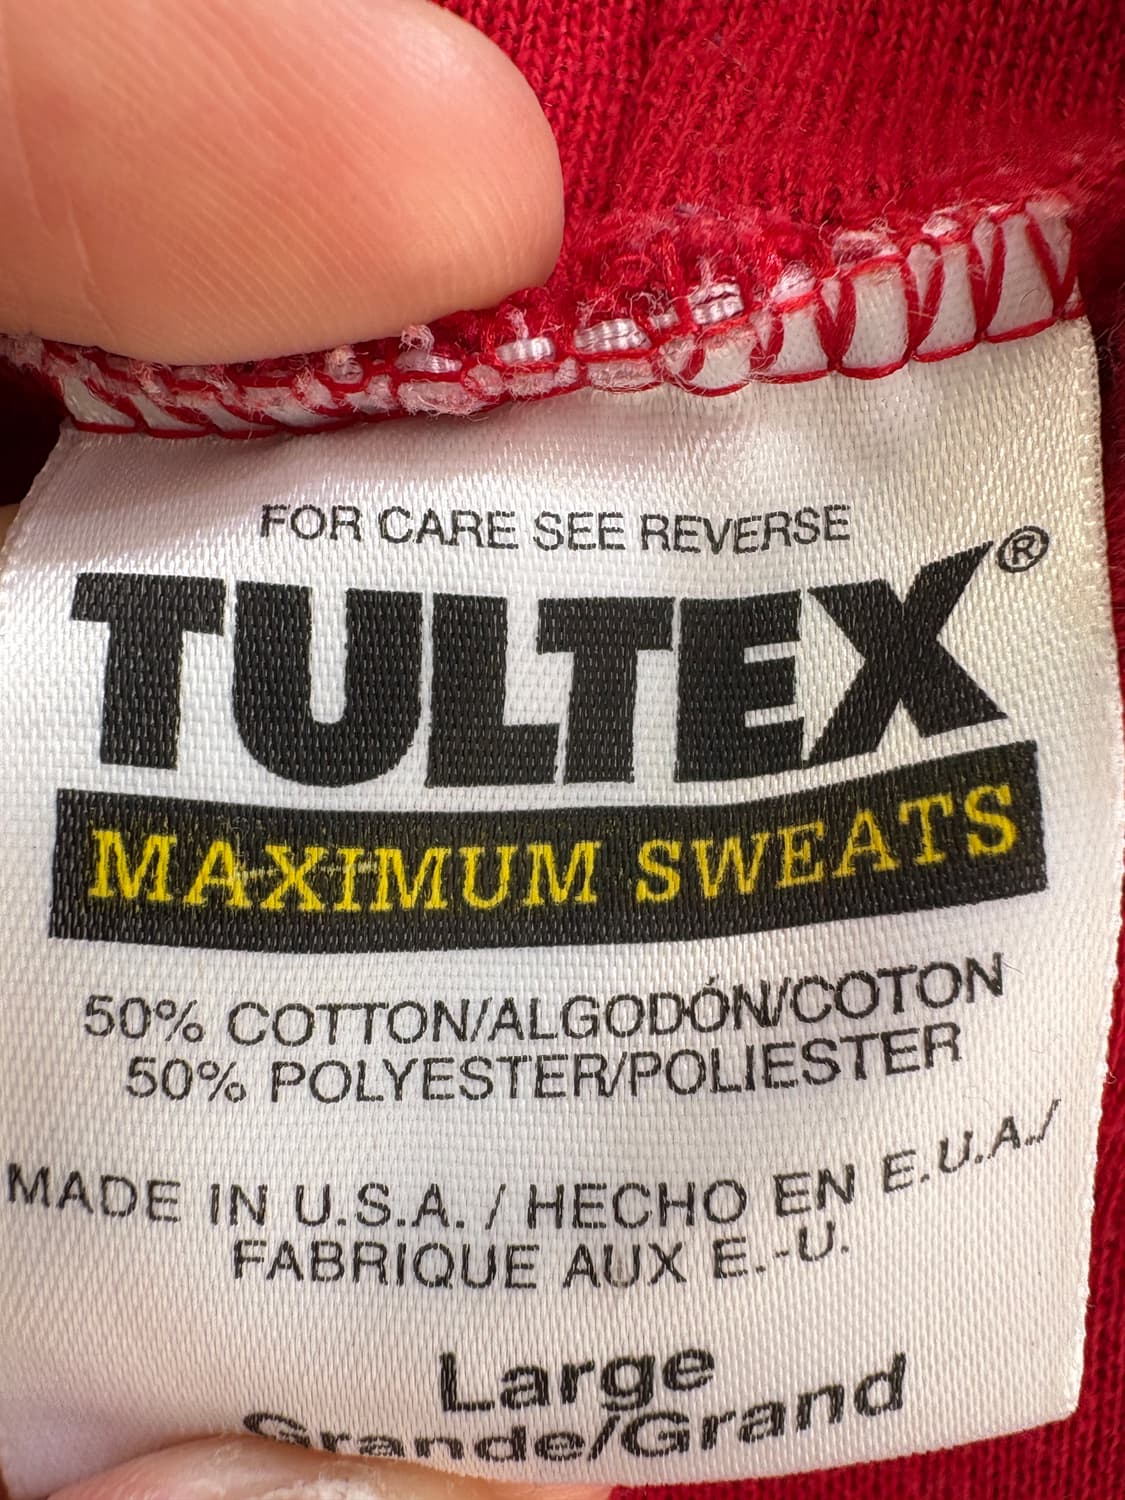 FOR CARE SEE REVERSE
TULTEX®
MAXIMUM SWEATS
50% COTTON/ALGODÓN/COTON
50% POLYESTER/POLIESTER
MADE IN U.S.A. / HECHO EN E.U.A./
FABRIQUE AUX E.-U.
Large
Grande/Grand